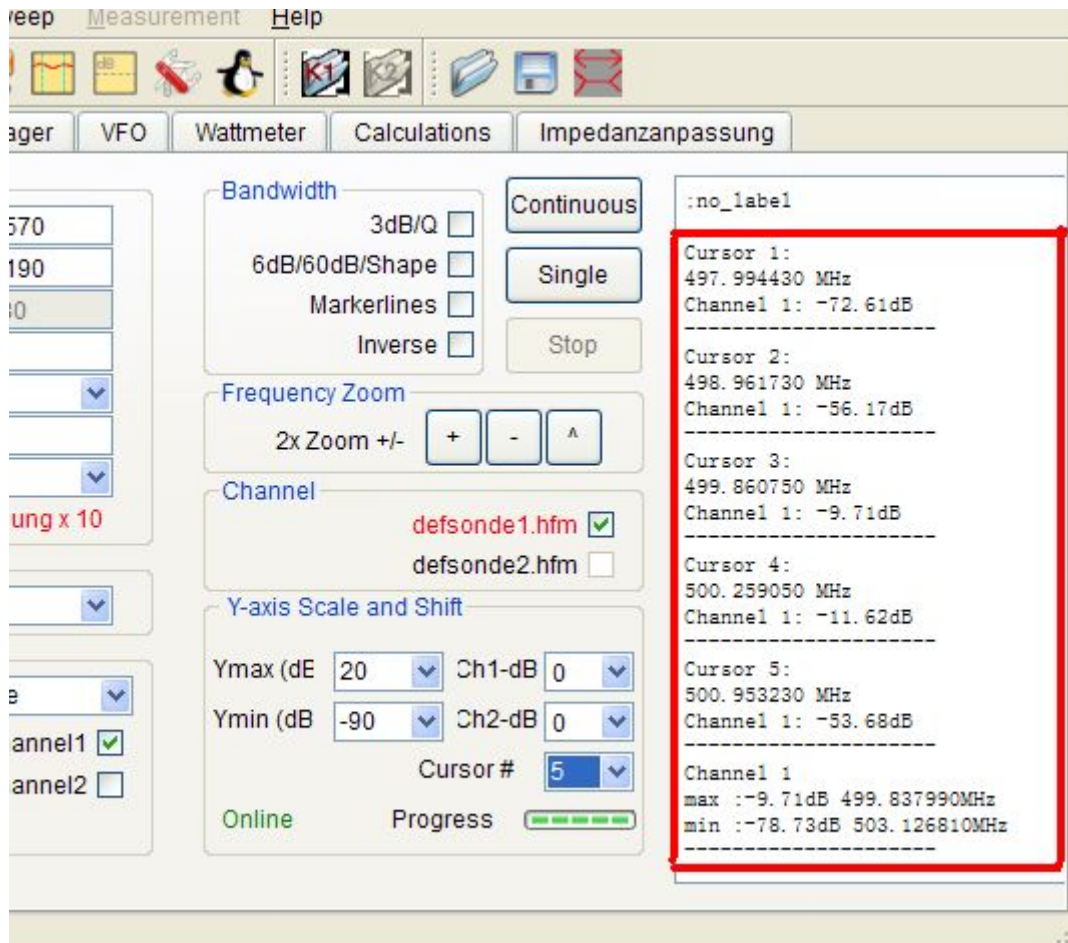 Measurement Help
K1 K2
VFO Wattmeter Calculations Impedanzanpassung
570
190
Bandwidth
3dB/Q
6dB/60dB/Shape
Markerlines
Inverse
Continuous
Single
Stop
Frequency Zoom
2x Zoom +/- + - ^
Channel
defsonde1.hfm
defsonde2.hfm
ung x 10
Y-axis Scale and Shift
Ymax (dE 20 Ch1-dB 0
Ymin (dB -90 Ch2-dB 0
Cursor # 5
annel1
annel2
Online Progress
;no_label
Cursor 1:
497.994430 MHz
Channel 1: -72.61dB
---------------------
Cursor 2:
498.961730 MHz
Channel 1: -56.17dB
---------------------
Cursor 3:
499.860750 MHz
Channel 1: -9.71dB
---------------------
Cursor 4:
500.259050 MHz
Channel 1: -11.62dB
---------------------
Cursor 5:
500.953230 MHz
Channel 1: -53.68dB
---------------------
Channel 1
max :-9.71dB 499.837990MHz
min :-78.73dB 503.126810MHz
---------------------